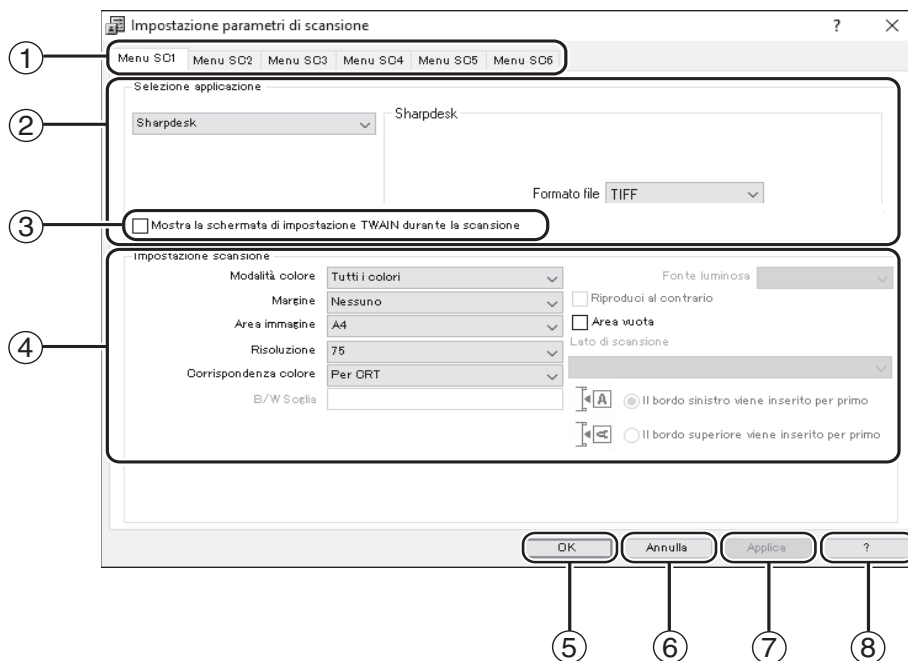 Impostazione parametri di scansione ? ×
① Menu SC1 Menu SC2 Menu SC3 Menu SC4 Menu SC5 Menu SC6
Selezione applicazione
② Sharpdesk
Sharpdesk
Formato file TIFF
③ Mostra la schermata di impostazione TWAIN durante la scansione
Impostazione scansione
④
Modalità colore Tutti i colori
Margine Nessuno
Area immagine A4
Risoluzione 75
Corrispondenza colore Per CRT
B/W Soglia
Fonte luminosa
Riproduci al contrario
Area vuota
Lato di scansione
A Il bordo sinistro viene inserito per primo
A Il bordo superiore viene inserito per primo
OK Annulla Applica ?
⑤ ⑥ ⑦ ⑧